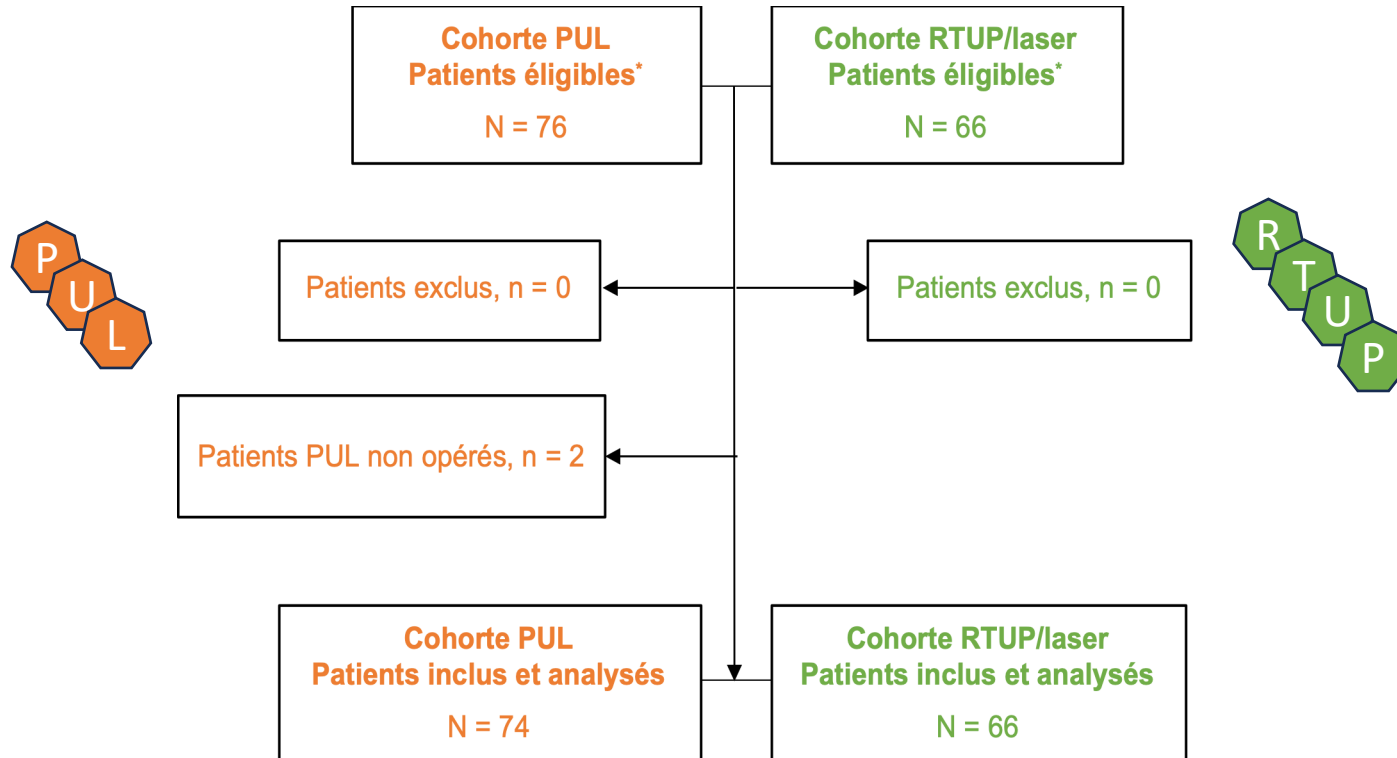 Cohorte PUL
Patients éligibles*
N = 76
Cohorte RTUP/laser
Patients éligibles*
N = 66
P
U
L
R
T
U
P
Patients exclus, n = 0
Patients exclus, n = 0
Patients PUL non opérés, n = 2
Cohorte PUL
Patients inclus et analysés
N = 74
Cohorte RTUP/laser
Patients inclus et analysés
N = 66